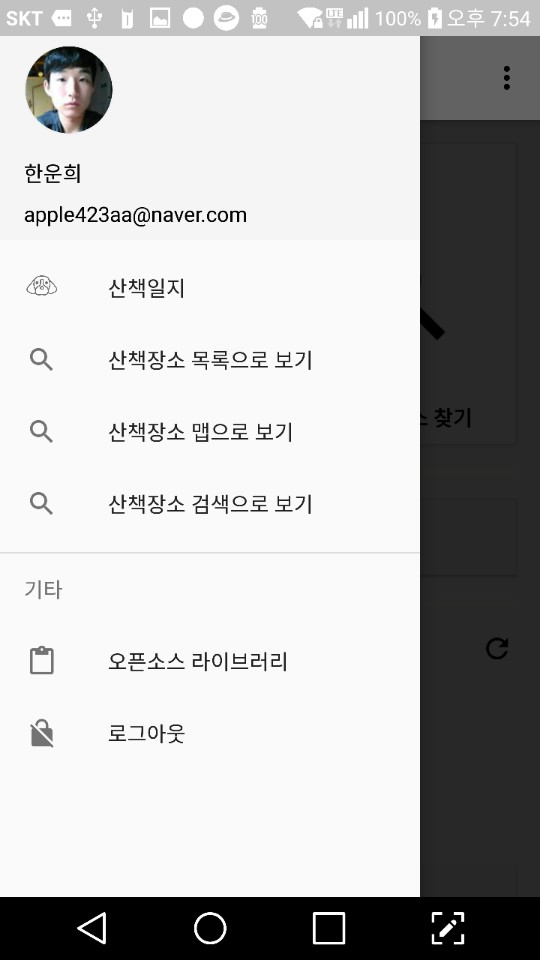 SKT 100 LTE 100% 오후 7:54
한운희
apple423aa@naver.com
산책일지
산책장소 목록으로 보기
산책장소 맵으로 보기
산책장소 검색으로 보기
찾기
기타
오픈소스 라이브러리
로그아웃